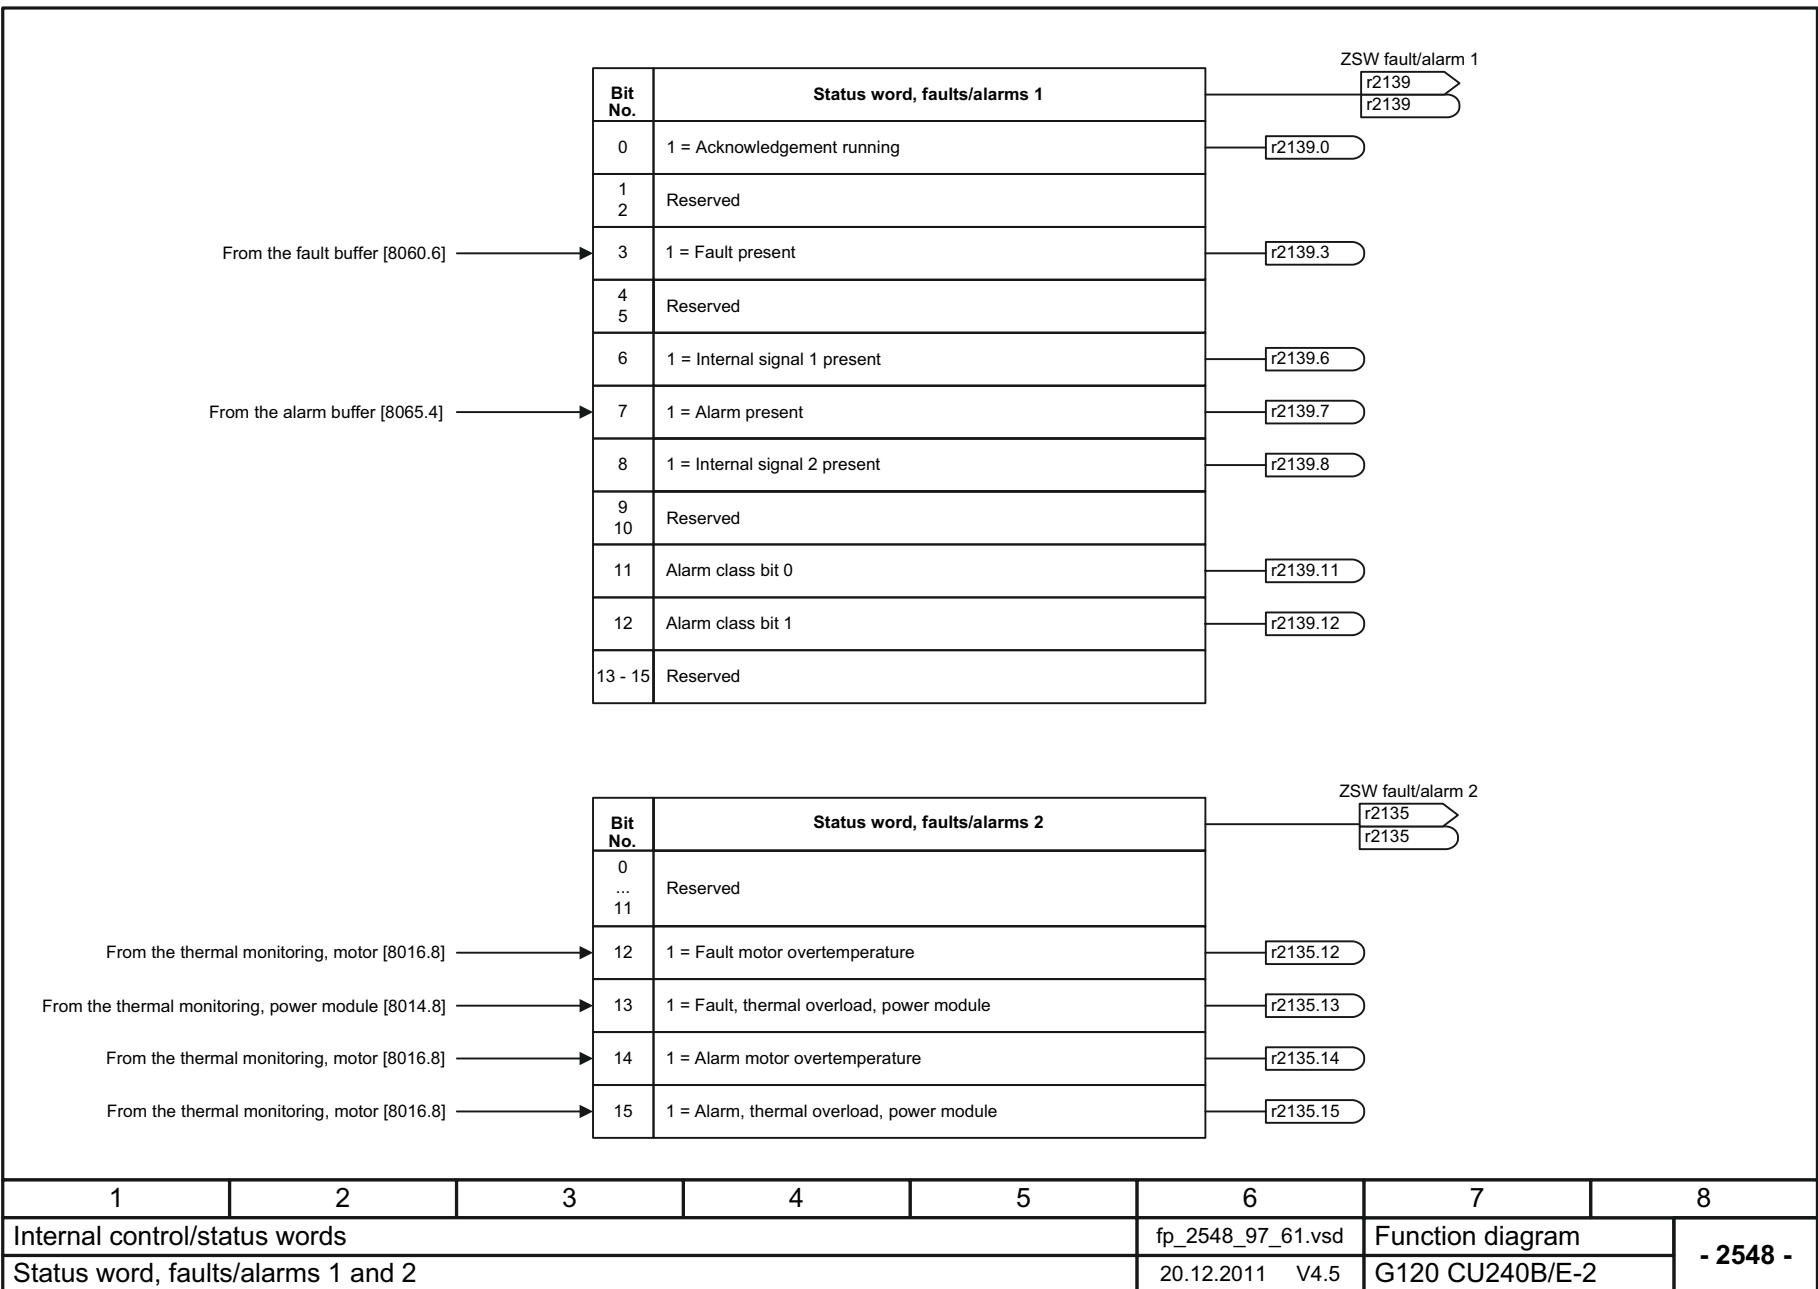 ZSW fault/alarm 1
r2139
r2139
Bit No. Status word, faults/alarms 1
0 1 = Acknowledgement running r2139.0
1
2 Reserved
From the fault buffer [8060.6] 3 1 = Fault present r2139.3
4
5 Reserved
6 1 = Internal signal 1 present r2139.6
From the alarm buffer [8065.4] 7 1 = Alarm present r2139.7
8 1 = Internal signal 2 present r2139.8
9
10 Reserved
11 Alarm class bit 0 r2139.11
12 Alarm class bit 1 r2139.12
13 - 15 Reserved
ZSW fault/alarm 2
r2135
r2135
Bit No. Status word, faults/alarms 2
0
...
11 Reserved
From the thermal monitoring, motor [8016.8] 12 1 = Fault motor overtemperature r2135.12
From the thermal monitoring, power module [8014.8] 13 1 = Fault, thermal overload, power module r2135.13
From the thermal monitoring, motor [8016.8] 14 1 = Alarm motor overtemperature r2135.14
From the thermal monitoring, motor [8016.8] 15 1 = Alarm, thermal overload, power module r2135.15
1 2 3 4 5 6 7 8
Internal control/status words fp_2548_97_61.vsd Function diagram
- 2548 -
Status word, faults/alarms 1 and 2 20.12.2011 V4.5 G120 CU240B/E-2